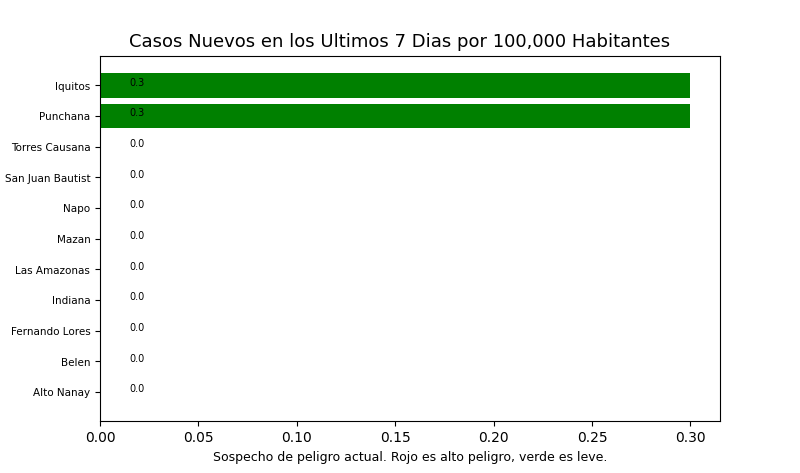 Casos Nuevos en los Ultimos 7 Dias por 100,000 Habitantes
Iquitos 0.3
Punchana 0.3
Torres Causana 0.0
San Juan Bautist 0.0
Napo 0.0
Mazan 0.0
Las Amazonas 0.0
Indiana 0.0
Fernando Lores 0.0
Belen 0.0
Alto Nanay 0.0
0.00 0.05 0.10 0.15 0.20 0.25 0.30
Sospecho de peligro actual. Rojo es alto peligro, verde es leve.